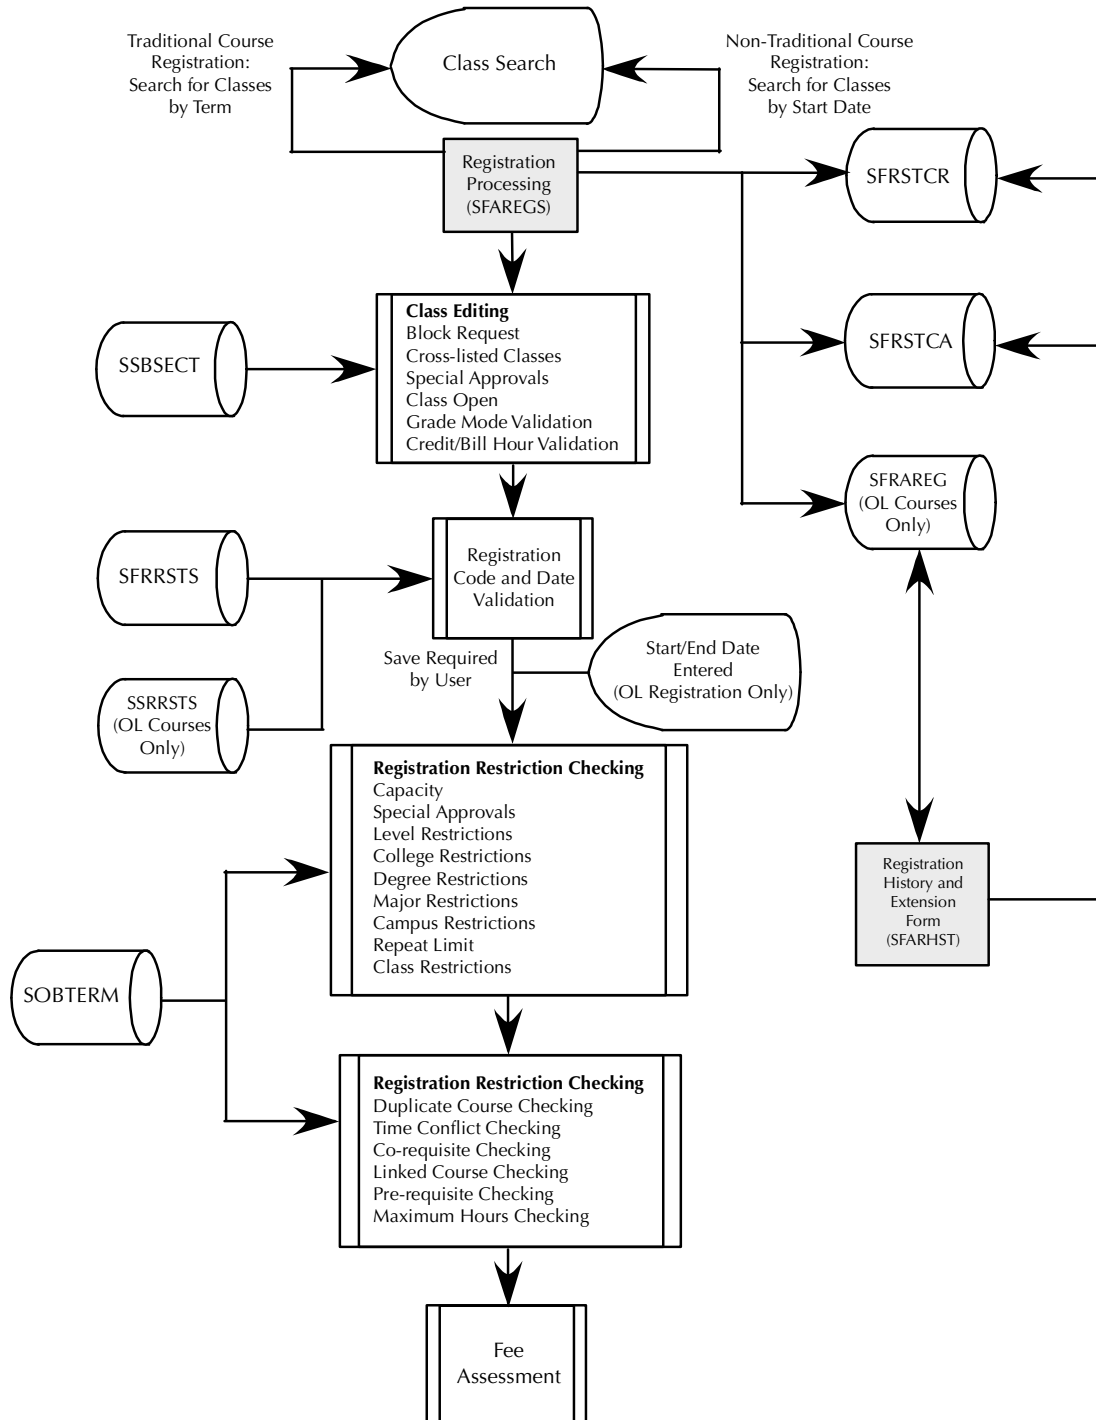 Traditional Course
Registration:
Search for Classes
by Term
Class Search
Non-Traditional Course
Registration:
Search for Classes
by Start Date
Registration
Processing
(SFAREGS)
SFRSTCR
Class Editing
Block Request
Cross-listed Classes
Special Approvals
Class Open
Grade Mode Validation
Credit/Bill Hour Validation
SSBSECT
SFRSTCA
SFRAREG
(OL Courses
Only)
SFRRSTS
Registration
Code and Date
Validation
Save Required
by User
Start/End Date
Entered
(OL Registration Only)
SSRRSTS
(OL Courses
Only)
Registration Restriction Checking
Capacity
Special Approvals
Level Restrictions
College Restrictions
Degree Restrictions
Major Restrictions
Campus Restrictions
Repeat Limit
Class Restrictions
Registration
History and
Extension
Form
(SFARHST)
SOBTERM
Registration Restriction Checking
Duplicate Course Checking
Time Conflict Checking
Co-requisite Checking
Linked Course Checking
Pre-requisite Checking
Maximum Hours Checking
Fee
Assessment